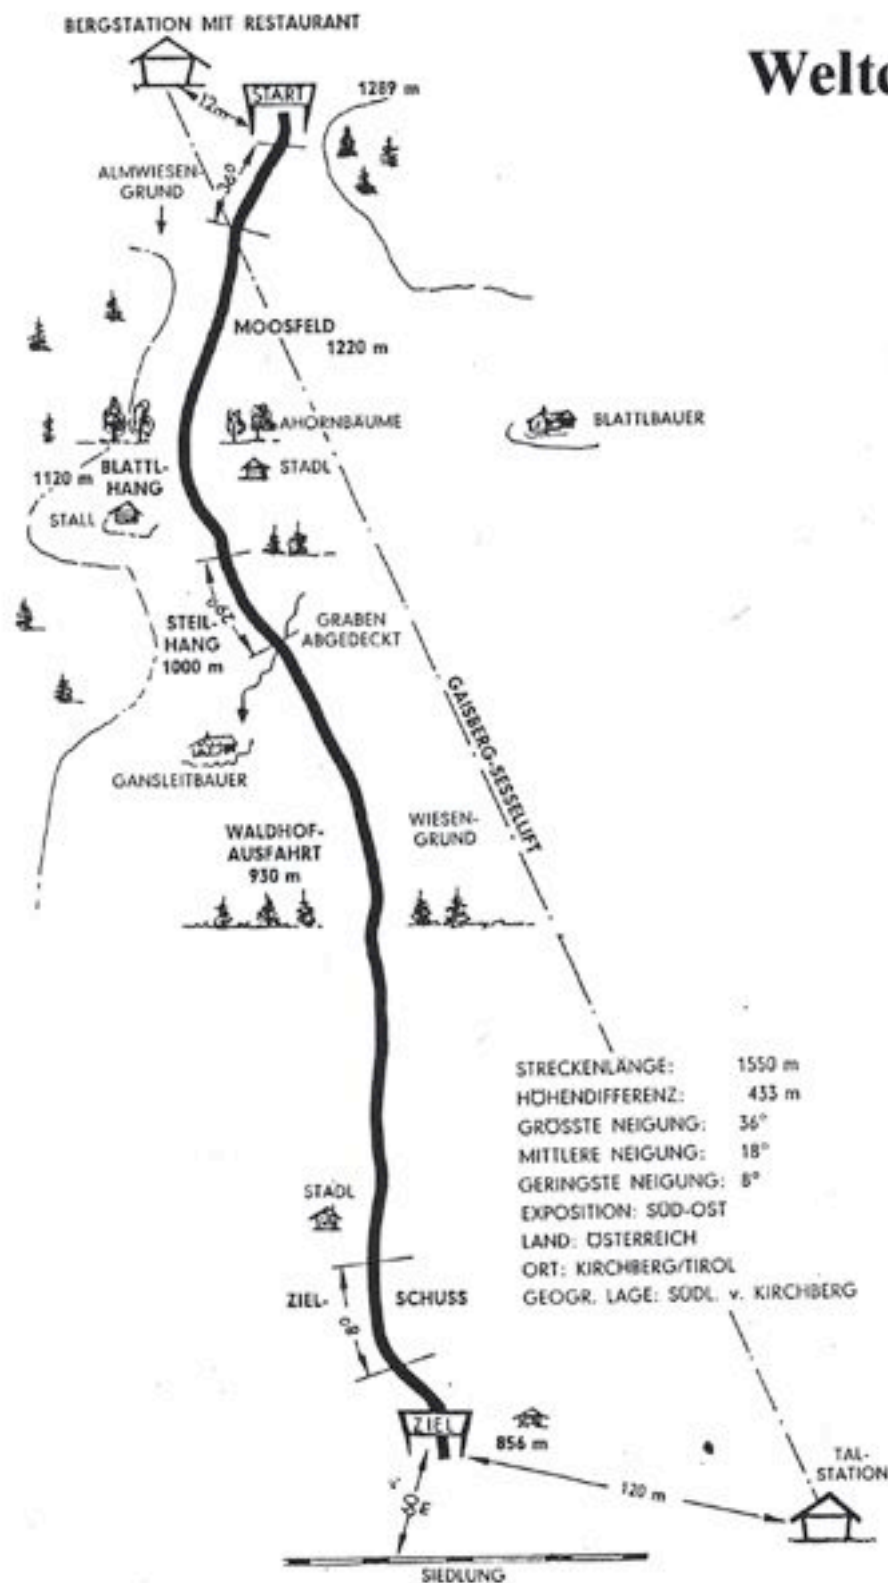 BERGSTATION MIT RESTAURANT
Weltc
START
1289 m
12m
ALMWIESEN-
GRUND
360
MOOSFELD
1220 m
AHORNBÄUME
BLATTLBAUER
1120 m
BLATTL-
HANG
STADL
STALL
STEIL-
HANG
1000 m
GRABEN
ABGEDECKT
GANSLEITBAUER
GAISBERG-SESSELLIFT
WALDHOF-
AUSFAHRT
930 m
WIESEN-
GRUND
STRECKENLÄNGE: 1550 m
HÖHENDIFFERENZ: 433 m
GRÖSSTE NEIGUNG: 36°
MITTLERE NEIGUNG: 18°
GERINGSTE NEIGUNG: 8°
EXPOSITION: SÜD-OST
LAND: ÖSTERREICH
ORT: KIRCHBERG/TIROL
GEOGR. LAGE: SÜDL. v. KIRCHBERG
STADL
ZIEL- SCHUSS
80
ZIEL
856 m
TAL-
STATION
120 m
SIEDLUNG